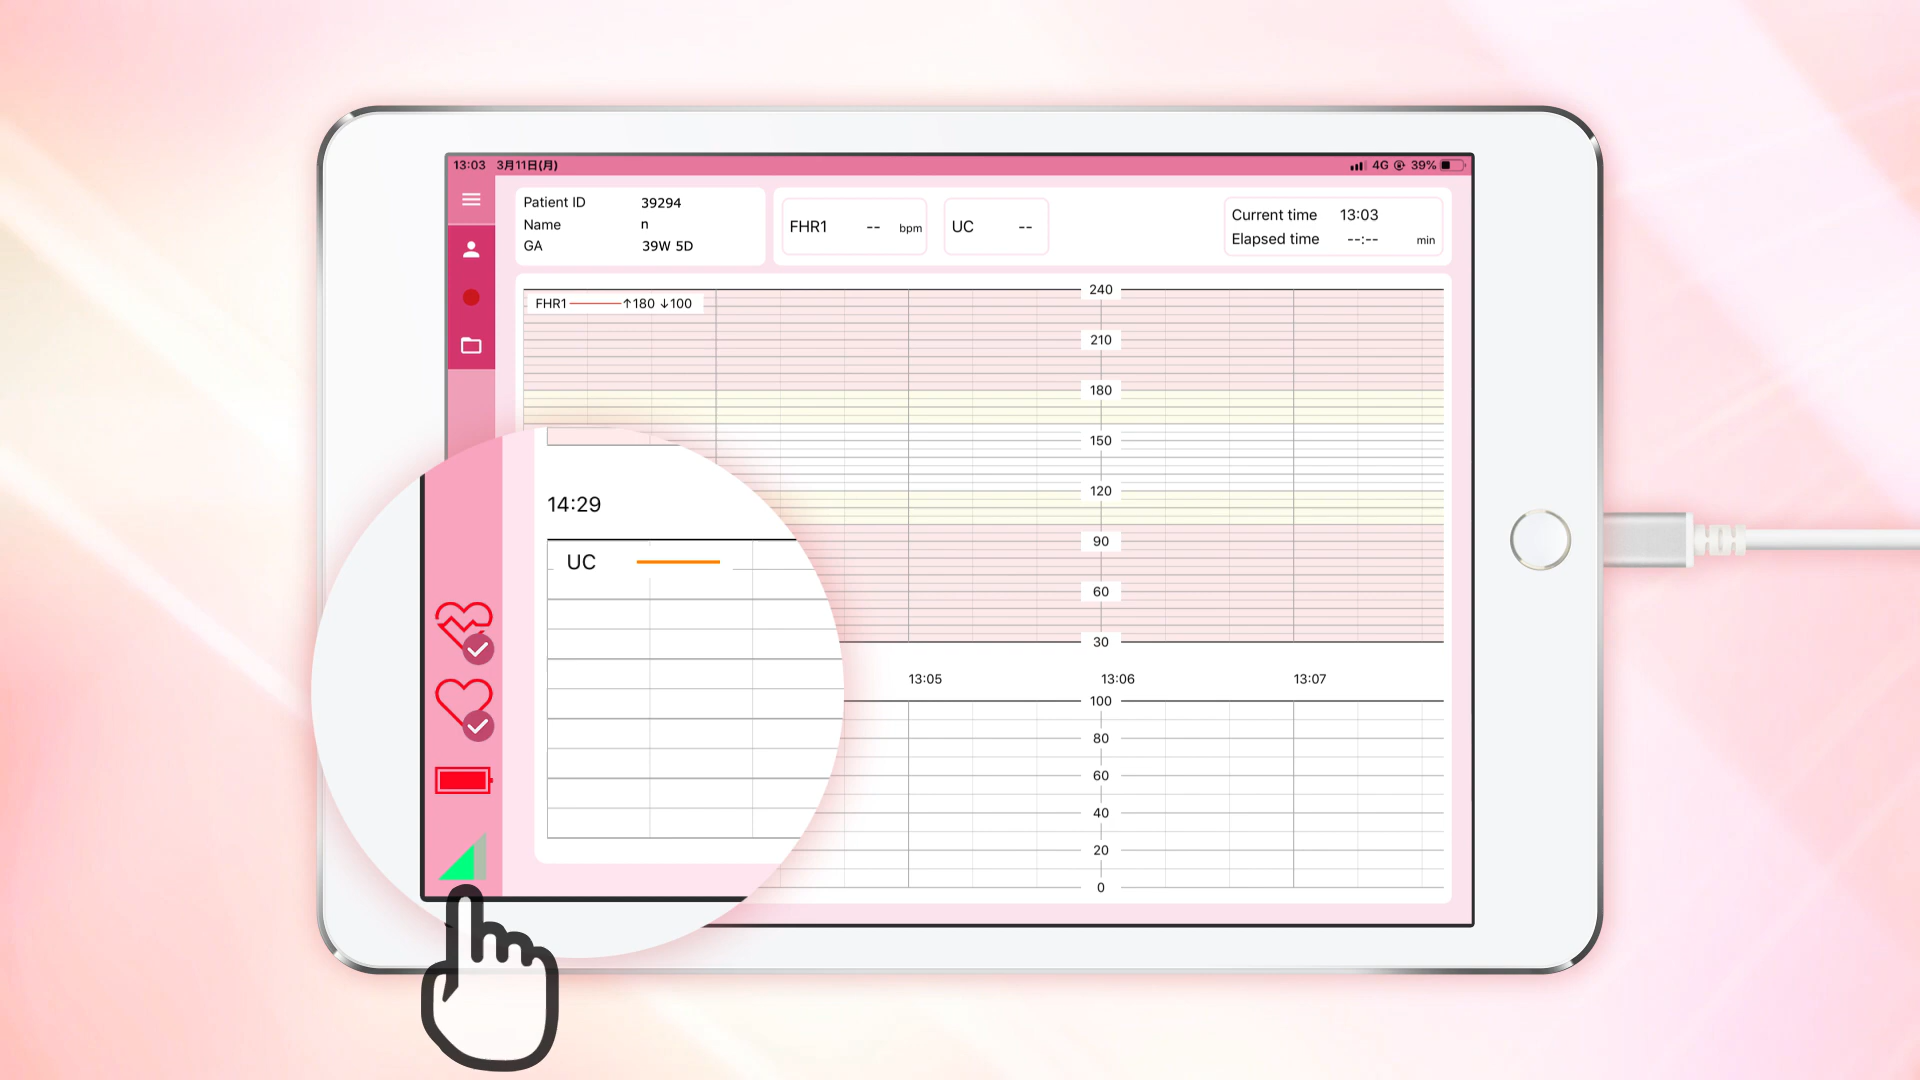 13:03 3月11日(月) 4G 39%
Patient ID 39294
Name n
GA 39W 5D
FHR1 -- bpm
UC --
Current time 13:03
Elapsed time --:-- min
FHR1 ↑180 ↓100
240
210
180
150
120
90
60
30
13:05 13:06 13:07
100
80
60
40
20
0
14:29
UC